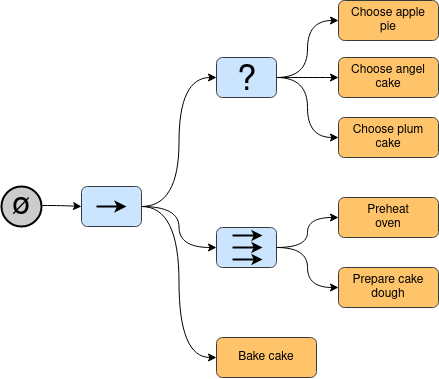 Choose apple
pie
?
Choose angel
cake
Choose plum
cake
Ø
→
Preheat
oven
Prepare cake
dough
Bake cake